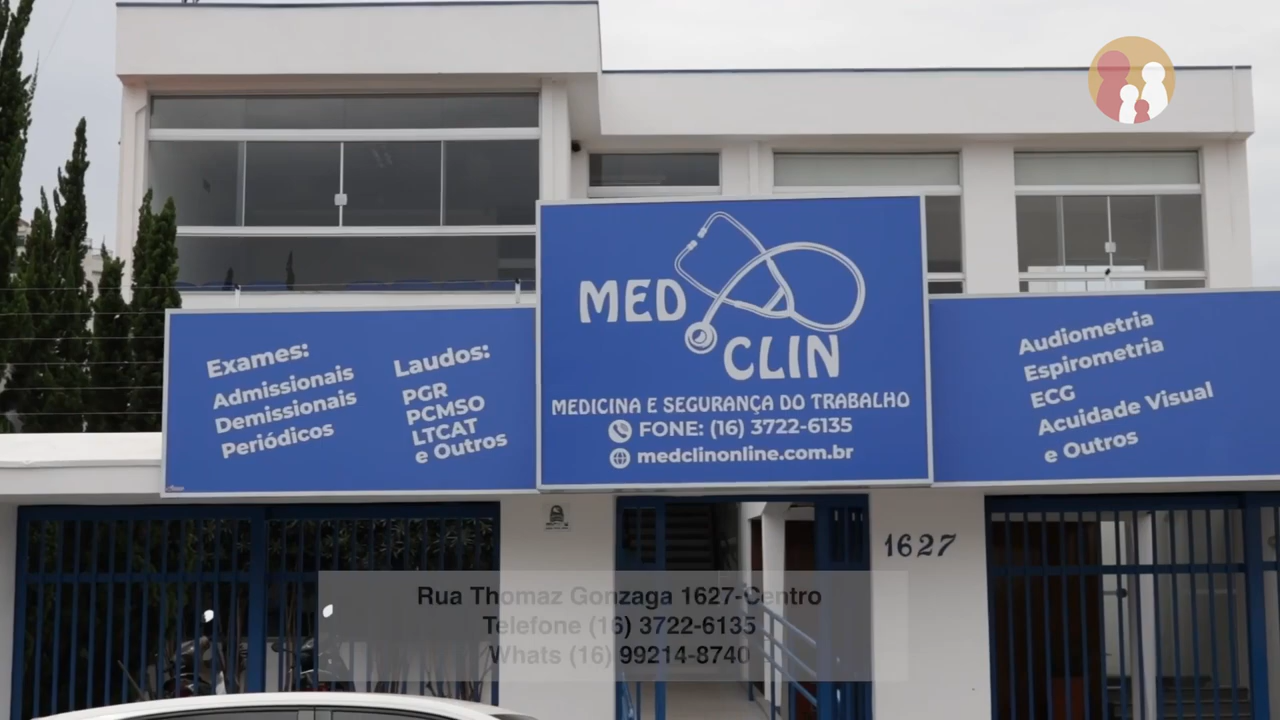 MED
CLIN
MEDICINA E SEGURANÇA DO TRABALHO
FONE: (16) 3722-6135
medclinonline.com.br
Exames:
Admissionais
Demissionais
Periódicos
Laudos:
PGR
PCMSO
LTCAT
e Outros
Audiometria
Espirometria
ECG
Acuidade Visual
e Outros
1627
Rua Thomaz Gonzaga 1627-Centro
Telefone (16) 3722-6135
Whats (16) 99214-8740